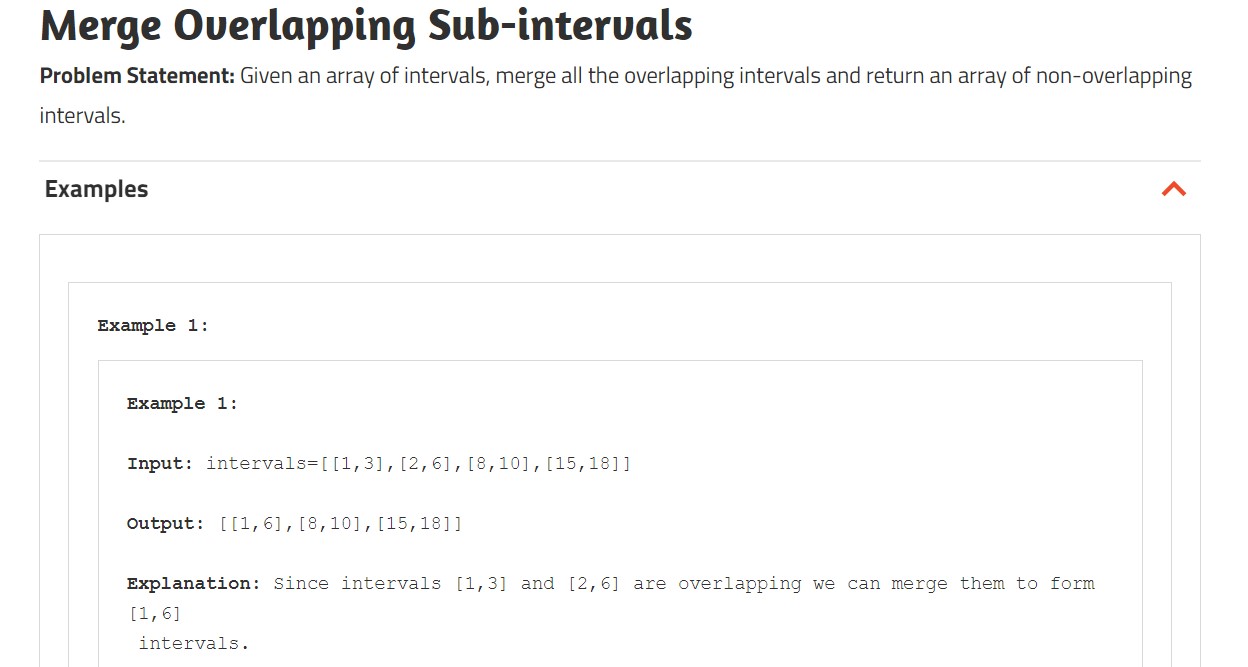 Merge Overlapping Sub-intervals
Problem Statement: Given an array of intervals, merge all the overlapping intervals and return an array of non-overlapping
intervals.
Examples
Example 1:
Example 1:
Input: intervals=[[1,3],[2,6],[8,10],[15,18]]
Output: [[1,6],[8,10],[15,18]]
Explanation: Since intervals [1,3] and [2,6] are overlapping we can merge them to form
[1,6]
intervals.